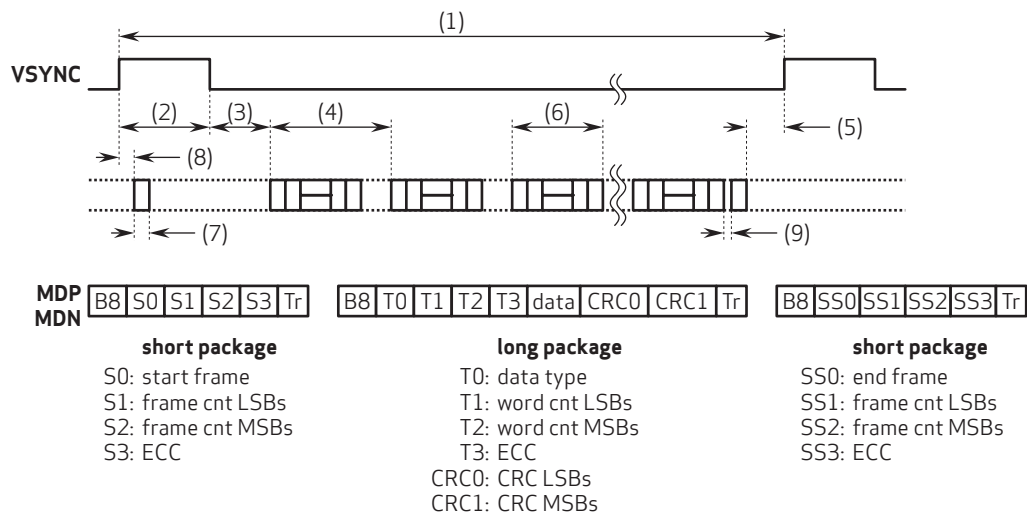 (1)
VSYNC
(2) (3) (4) (6) (5)
(8)
(7) (9)
MDP
MDN
B8 S0 S1 S2 S3 Tr B8 T0 T1 T2 T3 data CRC0 CRC1 Tr B8 SS0 SS1 SS2 SS3 Tr
short package
S0: start frame
S1: frame cnt LSBs
S2: frame cnt MSBs
S3: ECC
long package
T0: data type
T1: word cnt LSBs
T2: word cnt MSBs
T3: ECC
CRC0: CRC LSBs
CRC1: CRC MSBs
short package
SS0: end frame
SS1: frame cnt LSBs
SS2: frame cnt MSBs
SS3: ECC